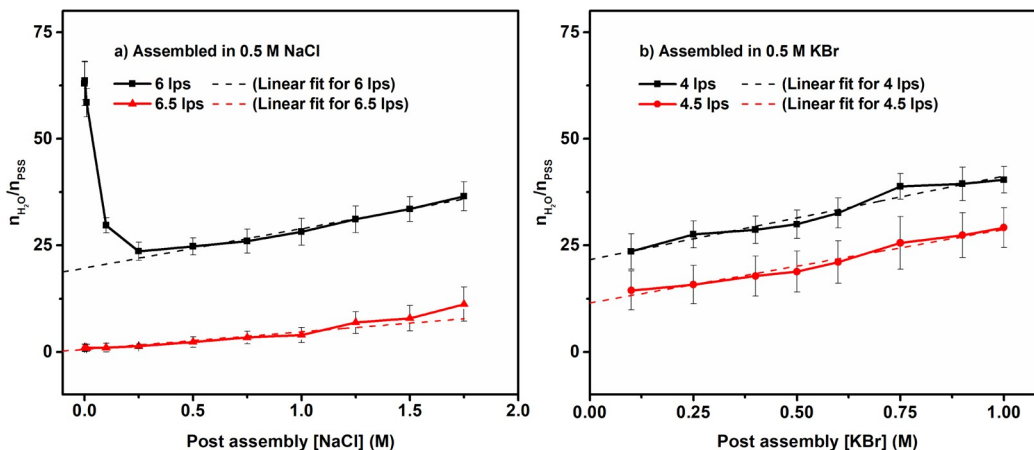 a) Assembled in 0.5 M NaCl
6 lps (Linear fit for 6 lps)
6.5 lps (Linear fit for 6.5 lps)
75
50
25
0
nH₂O/nPSS
0.0 0.5 1.0 1.5 2.0
Post assembly [NaCl] (M)
b) Assembled in 0.5 M KBr
4 lps (Linear fit for 4 lps)
4.5 lps (Linear fit for 4.5 lps)
75
50
25
0
nH₂O/nPSS
0.00 0.25 0.50 0.75 1.00
Post assembly [KBr] (M)